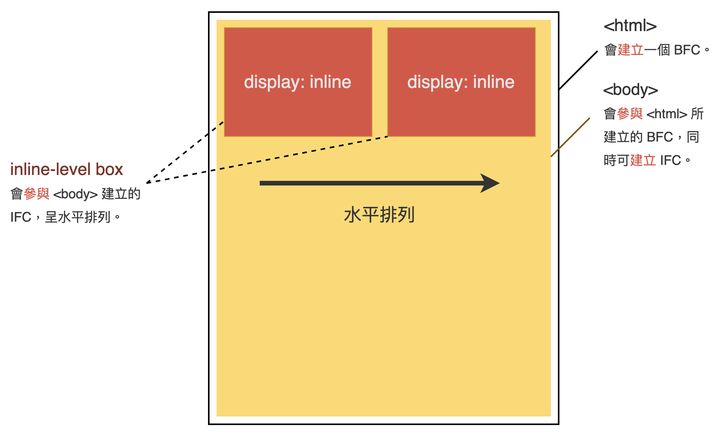 <html>
會建立一個 BFC。
<body>
會參與 <html> 所
建立的 BFC，同
時可建立 IFC。
display: inline
display: inline
inline-level box
會參與 <body> 建立的
IFC，呈水平排列。
水平排列